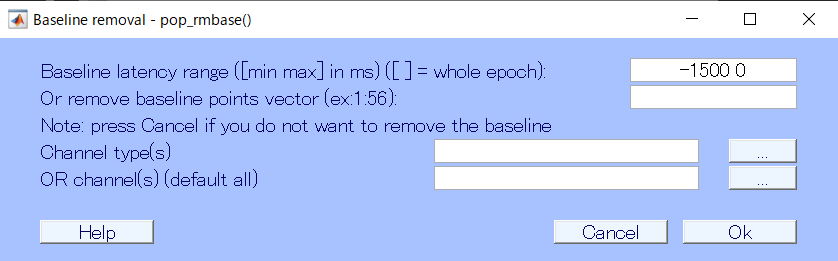 Baseline removal - pop_rmbase()
Baseline latency range ([min max] in ms) ([ ] = whole epoch): -1500 0
Or remove baseline points vector (ex:1:56):
Note: press Cancel if you do not want to remove the baseline
Channel type(s) ...
OR channel(s) (default all) ...
Help Cancel Ok